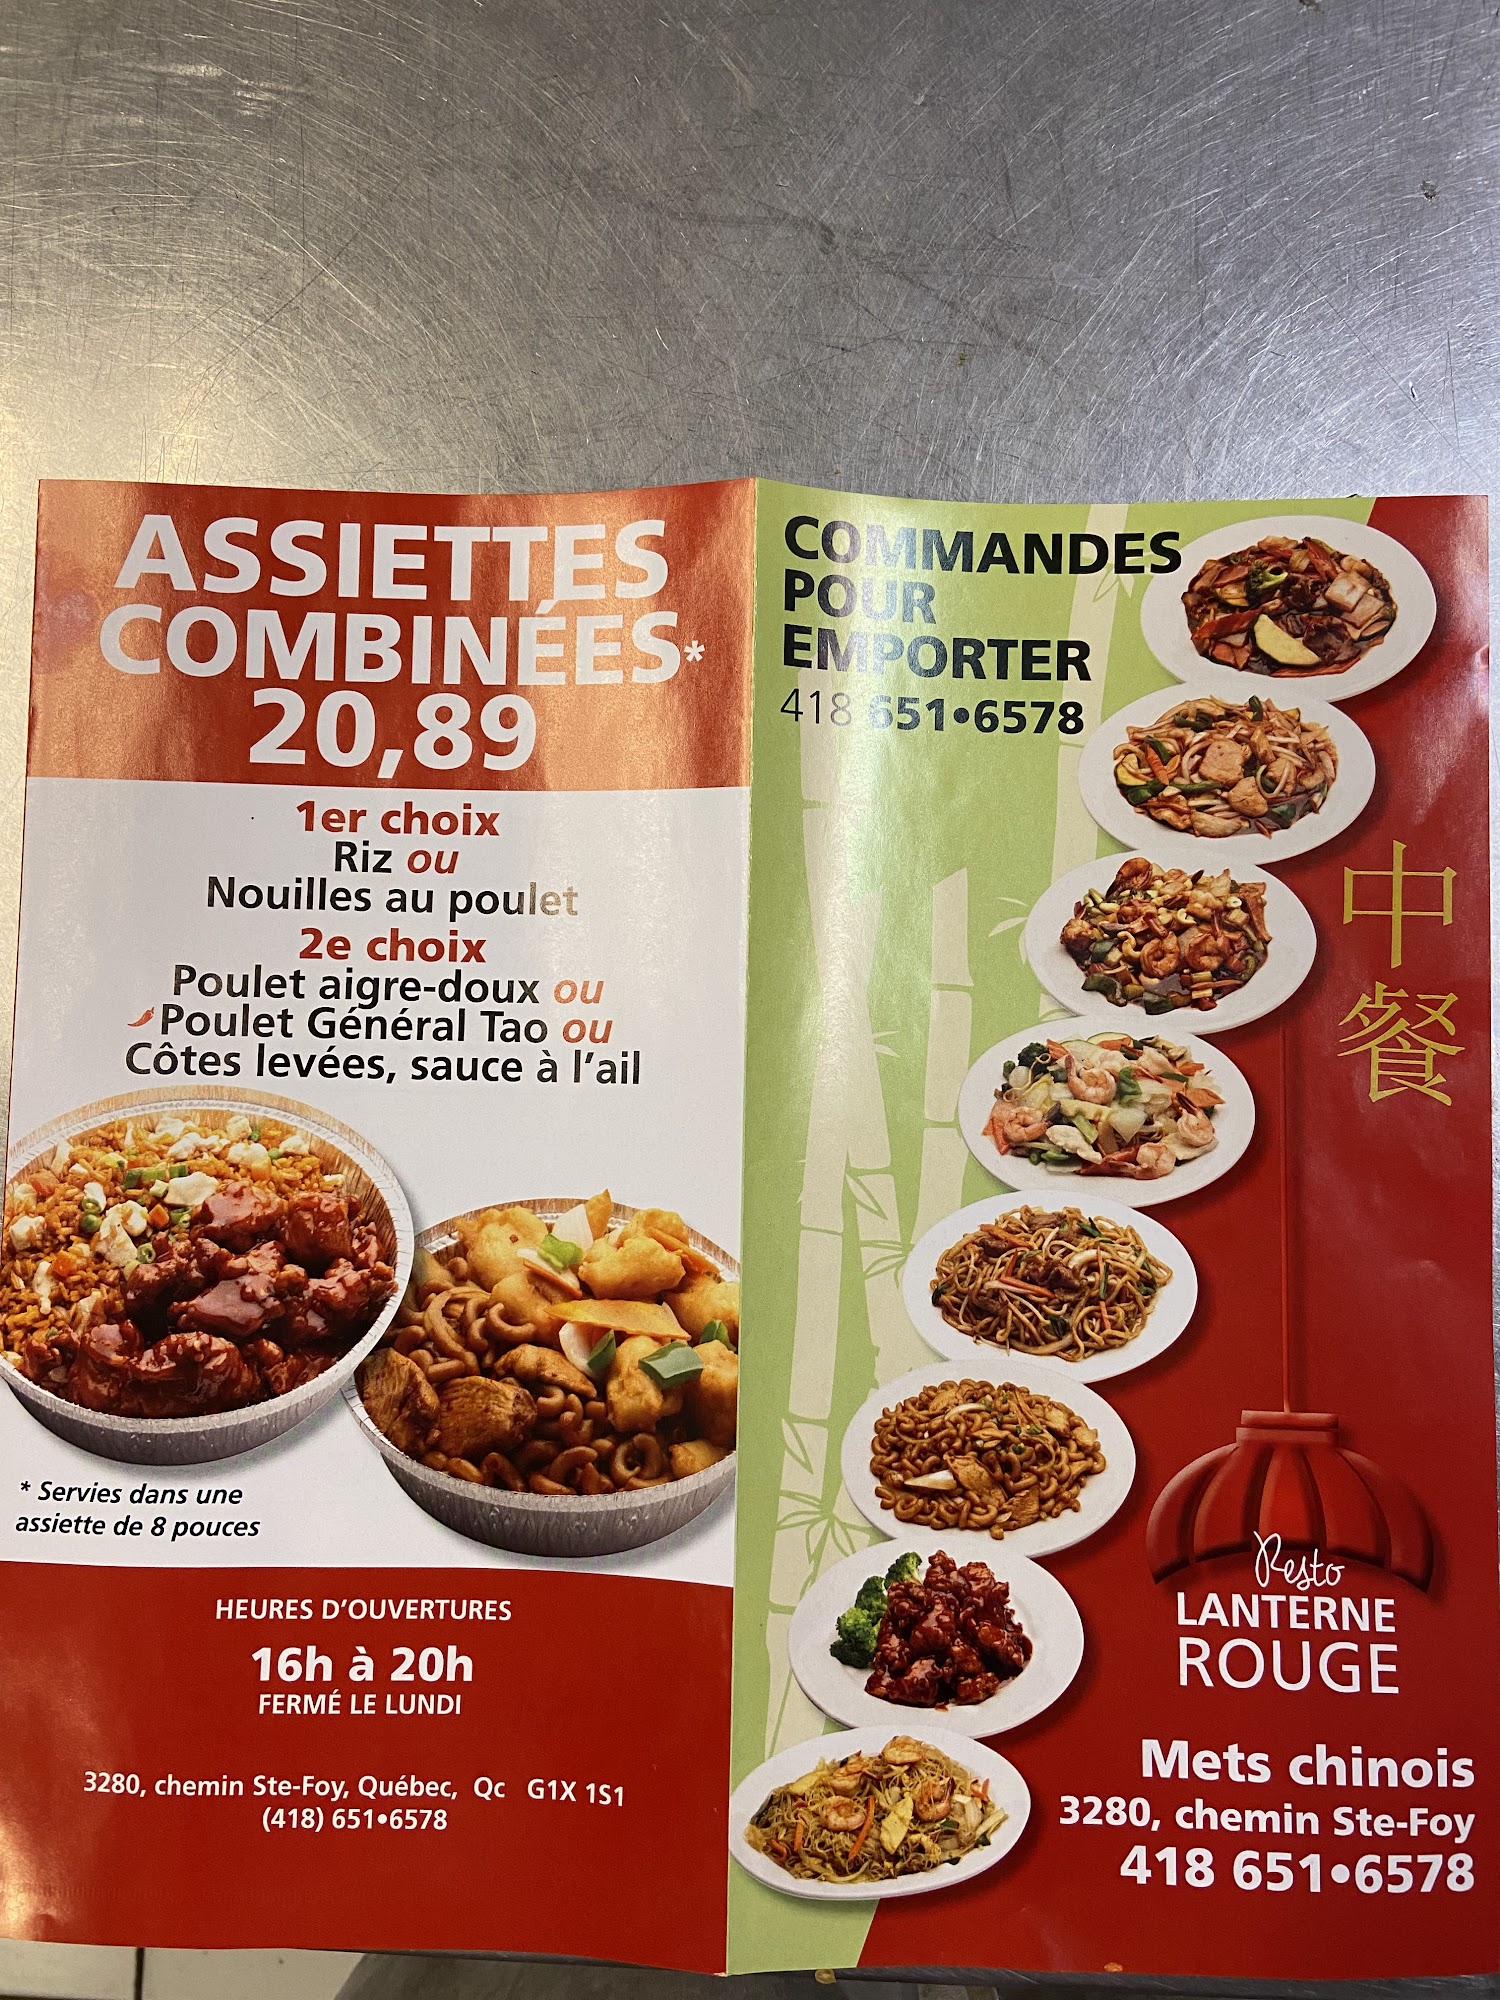 ASSIETTES
COMBINÉES*
20,89
1er choix
Riz ou
Nouilles au poulet
2e choix
Poulet aigre-doux ou
Poulet Général Tao ou
Côtes levées, sauce à l'ail
* Servies dans une
assiette de 8 pouces
HEURES D'OUVERTURES
16h à 20h
FERMÉ LE LUNDI
3280, chemin Ste-Foy, Québec, Qc G1X 1S1
(418) 651•6578
COMMANDES
POUR
EMPORTER
418 651•6578
中
餐
Resto
LANTERNE
ROUGE
Mets chinois
3280, chemin Ste-Foy
418 651•6578